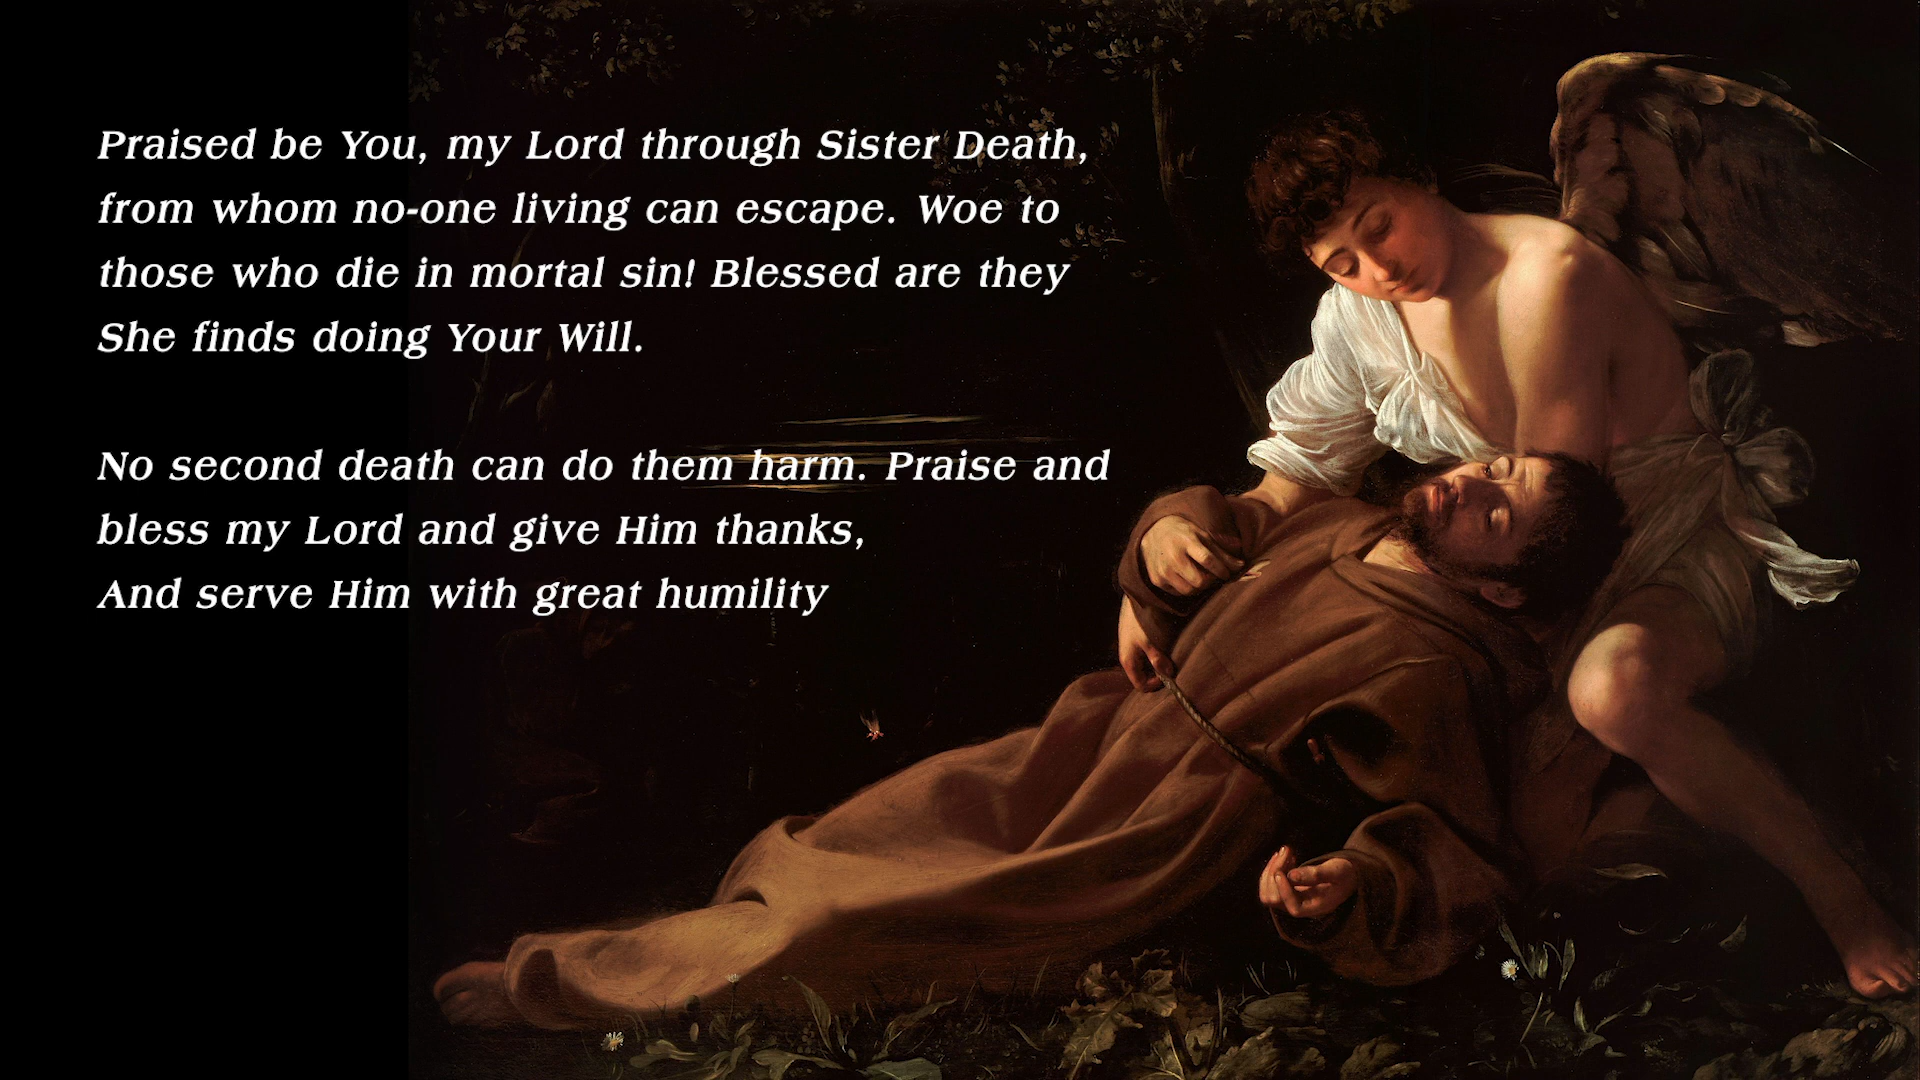 Praised be You, my Lord through Sister Death,
from whom no-one living can escape. Woe to
those who die in mortal sin! Blessed are they
She finds doing Your Will.
No second death can do them harm. Praise and
bless my Lord and give Him thanks,
And serve Him with great humility